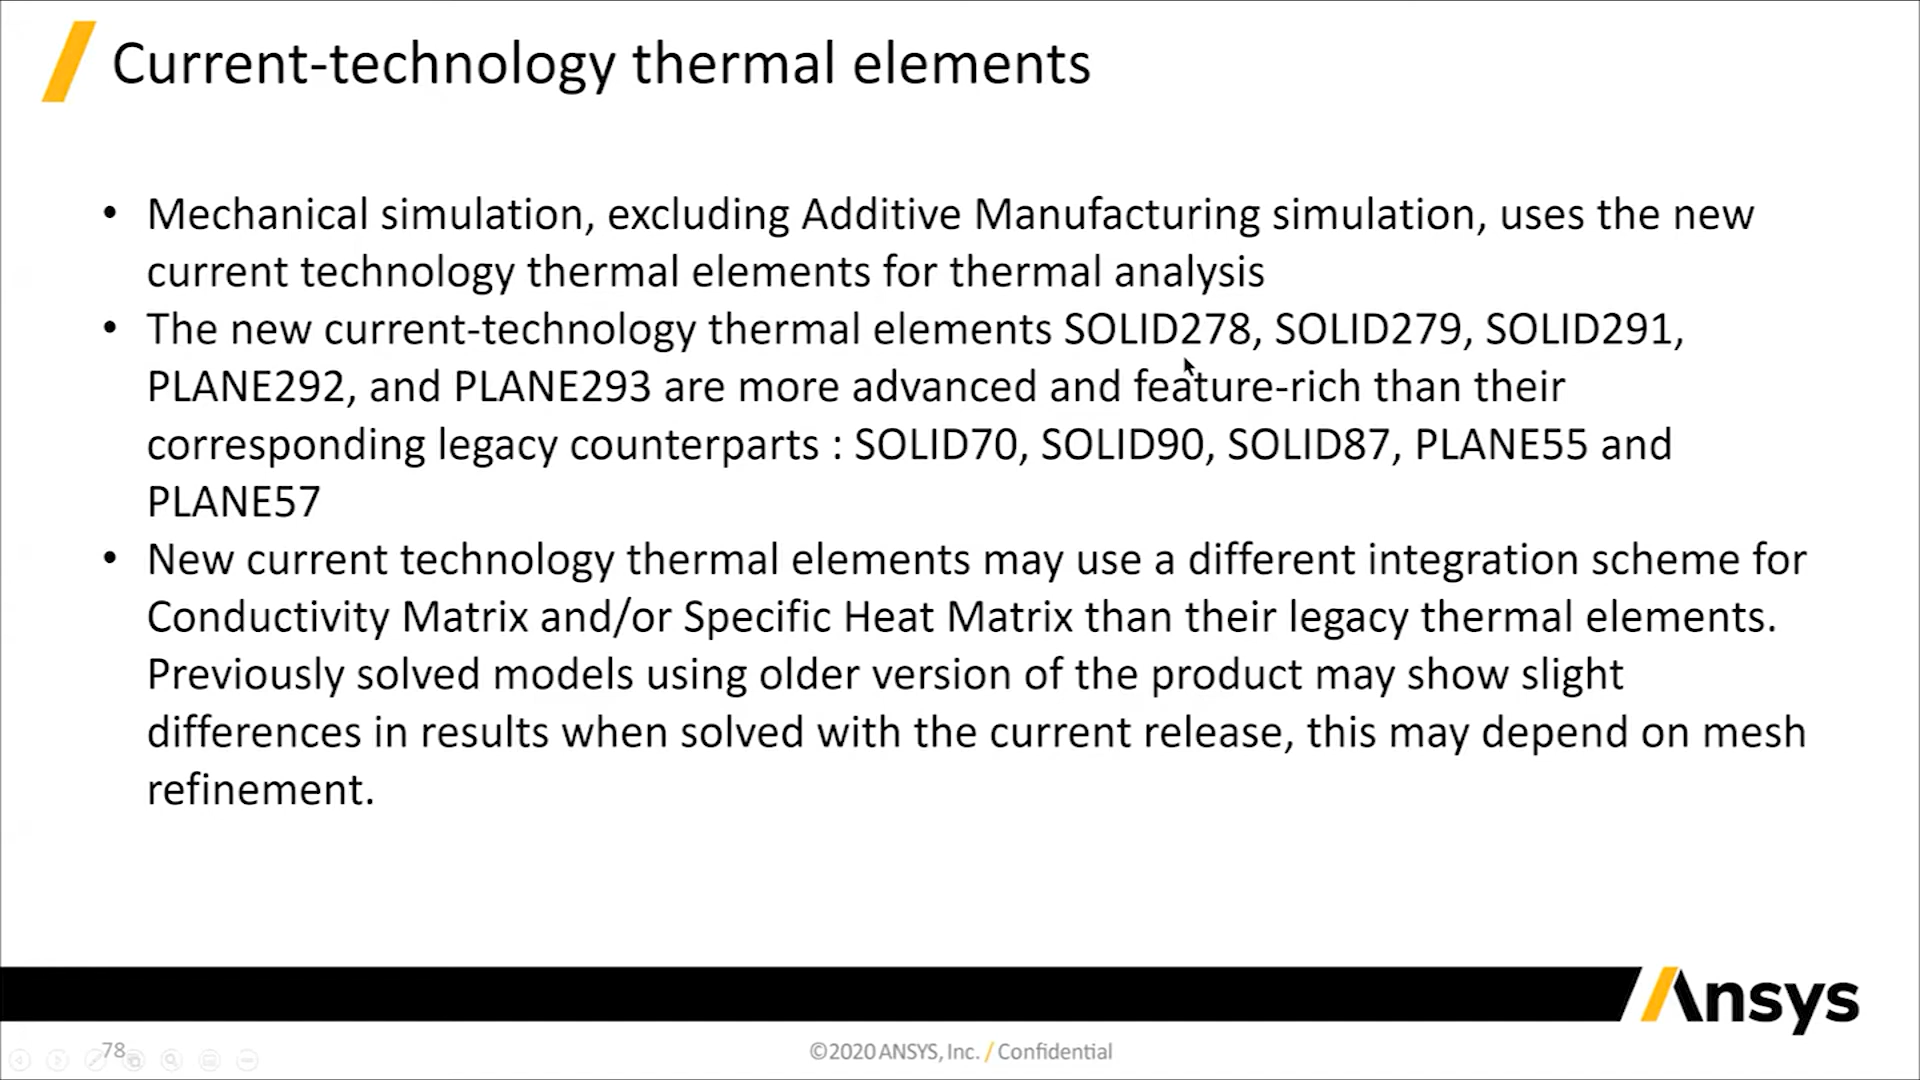 Current-technology thermal elements
• Mechanical simulation, excluding Additive Manufacturing simulation, uses the new
current technology thermal elements for thermal analysis
• The new current-technology thermal elements SOLID278, SOLID279, SOLID291,
PLANE292, and PLANE293 are more advanced and feature-rich than their
corresponding legacy counterparts : SOLID70, SOLID90, SOLID87, PLANE55 and
PLANE57
• New current technology thermal elements may use a different integration scheme for
Conductivity Matrix and/or Specific Heat Matrix than their legacy thermal elements.
Previously solved models using older version of the product may show slight
differences in results when solved with the current release, this may depend on mesh
refinement.
Ansys
78
©2020 ANSYS, Inc. / Confidential